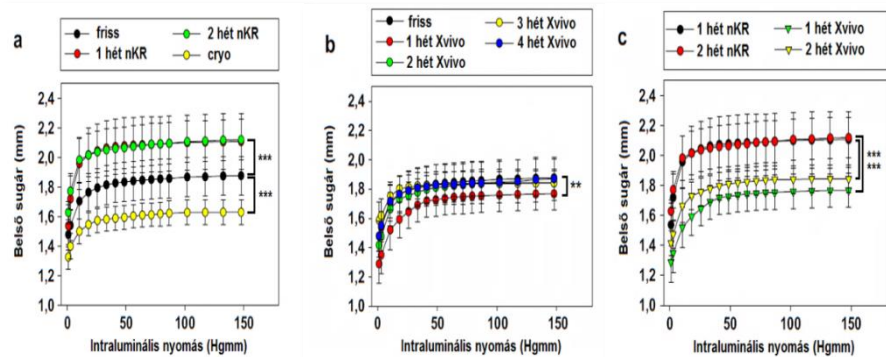 a
friss
2 hét nKR
1 hét nKR
cryo
Belső sugár (mm)
2,4
2,2
2,0
1,8
1,6
1,4
1,2
1,0
***
***
0
50
100
150
Intraluminális nyomás (Hgmm)
b
friss
3 hét Xvivo
1 hét Xvivo
4 hét Xvivo
2 hét Xvivo
Belső sugár (mm)
2,4
2,2
2,0
1,8
1,6
1,4
1,2
1,0
**
0
50
100
150
Intraluminális nyomás (Hgmm)
c
1 hét nKR
1 hét Xvivo
2 hét nKR
2 hét Xvivo
Belső sugár (mm)
2,4
2,2
2,0
1,8
1,6
1,4
1,2
1,0
***
***
0
50
100
150
Intraluminális nyomás (Hgmm)